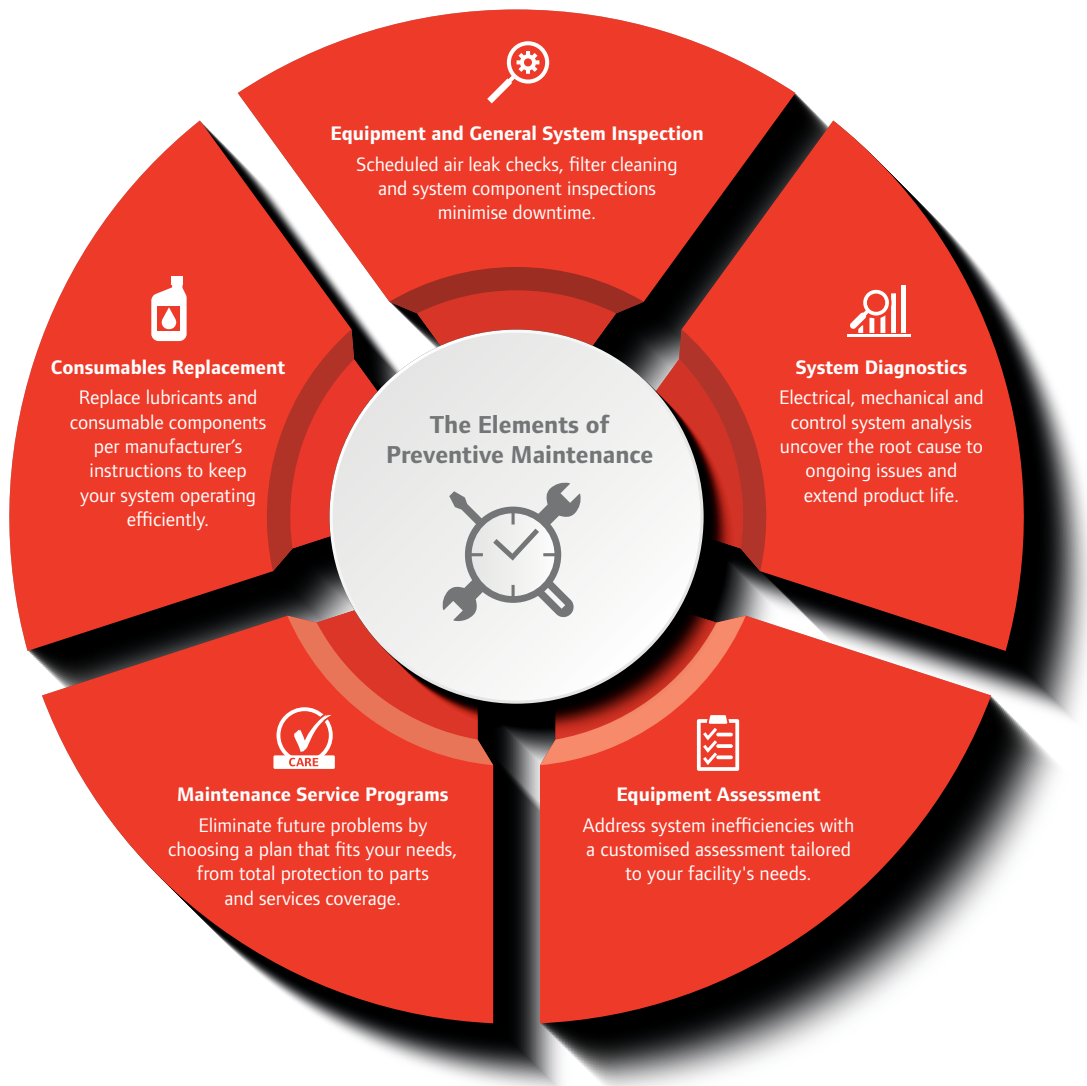 Equipment and General System Inspection
Scheduled air leak checks, filter cleaning
and system component inspections
minimise downtime.
System Diagnostics
Electrical, mechanical and
control system analysis
uncover the root cause to
ongoing issues and
extend product life.
Equipment Assessment
Address system inefficiencies with
a customised assessment tailored
to your facility's needs.
CARE
Maintenance Service Programs
Eliminate future problems by
choosing a plan that fits your needs,
from total protection to parts
and services coverage.
Consumables Replacement
Replace lubricants and
consumable components
per manufacturer’s
instructions to keep
your system operating
efficiently.
The Elements of
Preventive Maintenance